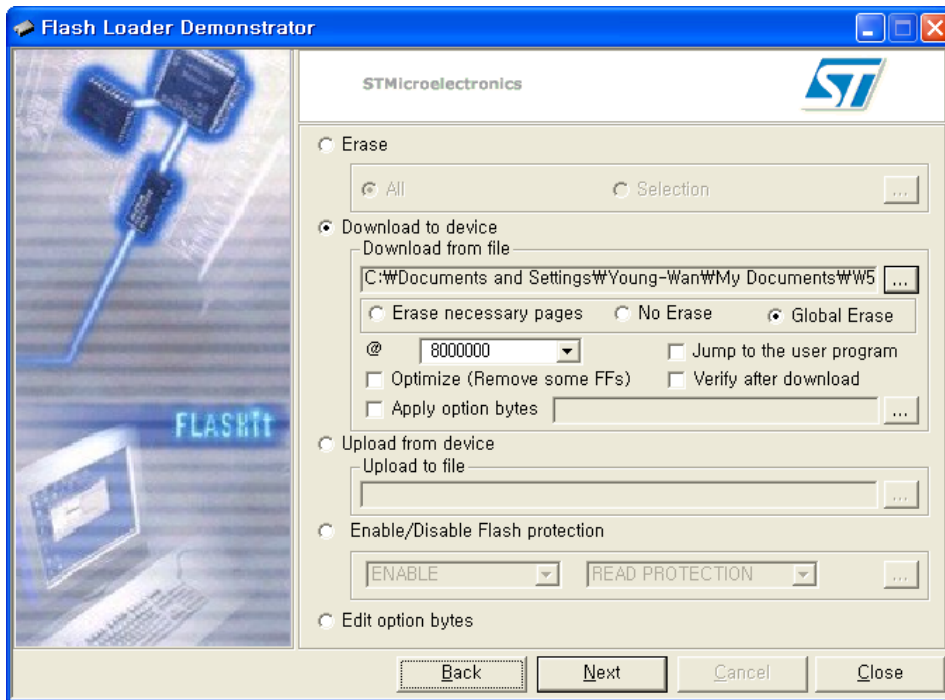 Flash Loader Demonstrator
STMicroelectronics
ST
Erase
All Selection ...
Download to device
Download from file
C:₩Documents and Settings₩Young-Wan₩My Documents₩W5 ...
Erase necessary pages No Erase Global Erase
@ 8000000 Jump to the user program
Optimize (Remove some FFs) Verify after download
Apply option bytes ...
FLASHit
Upload from device
Upload to file
...
Enable/Disable Flash protection
ENABLE READ PROTECTION ...
Edit option bytes
Back Next Cancel Close